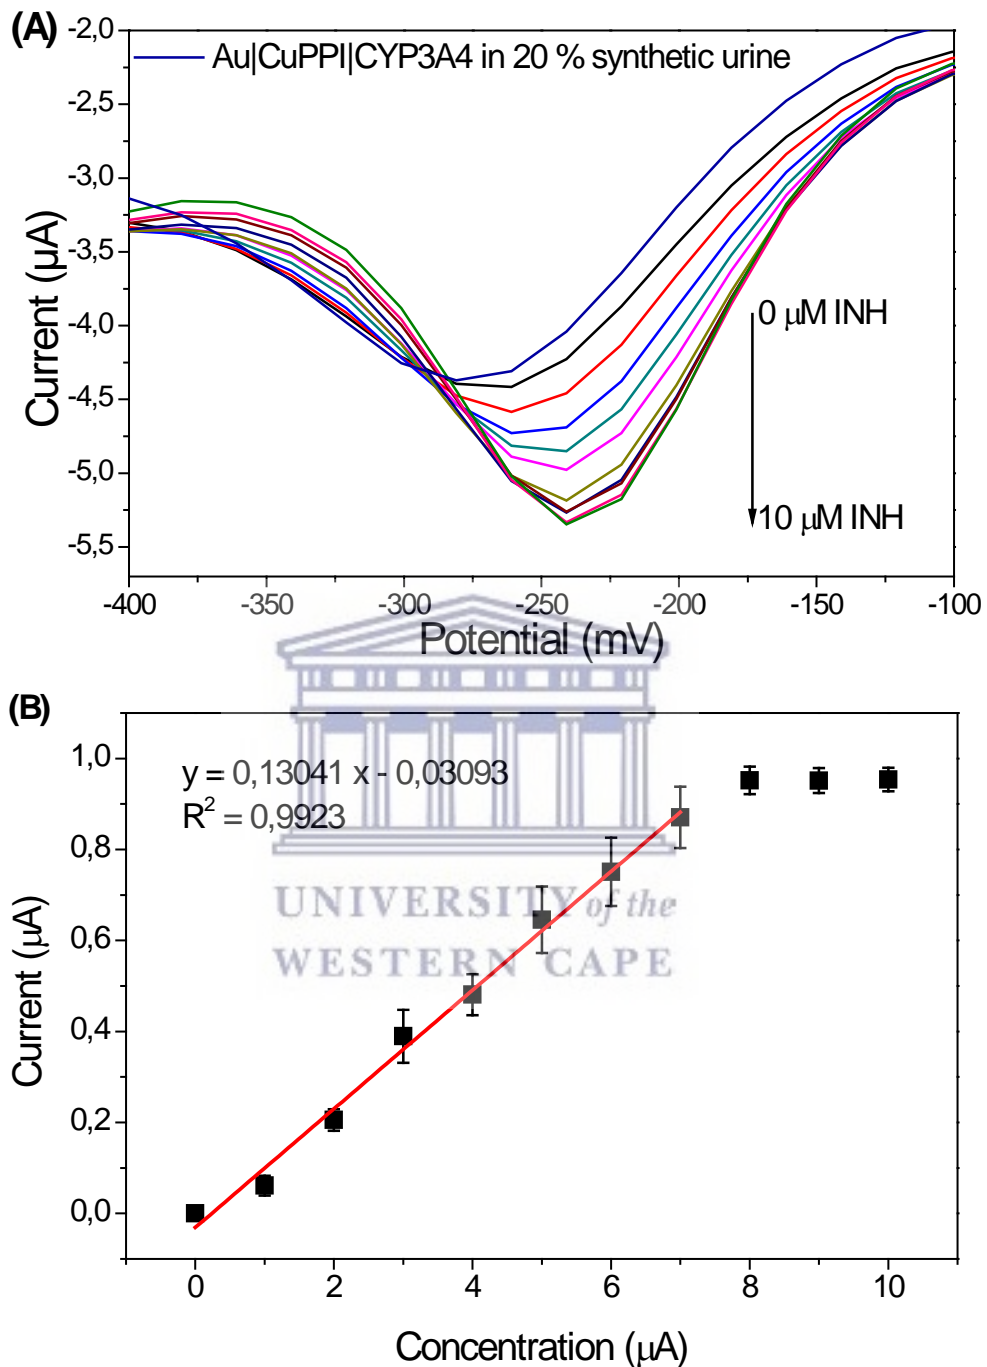 (A)
-2,0
Au|CuPPI|CYP3A4 in 20 % synthetic urine
-2,5
-3,0
-3,5
-4,0
-4,5
-5,0
-5,5
Current (µA)
0 µM INH
10 µM INH
-400 -350 -300 -250 -200 -150 -100
Potential (mV)
(B)
1,0
0,8
0,6
0,4
0,2
0,0
Current (µA)
y = 0,13041 x - 0,03093
R² = 0,9923
UNIVERSITY of the
WESTERN CAPE
0 2 4 6 8 10
Concentration (µA)